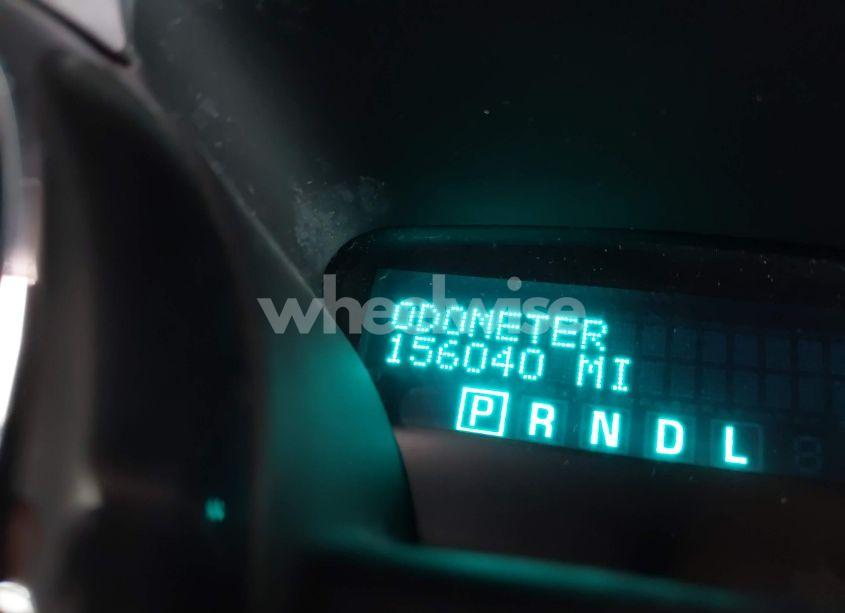 wheelwise
ODOMETER
156040 MI
P R N D L